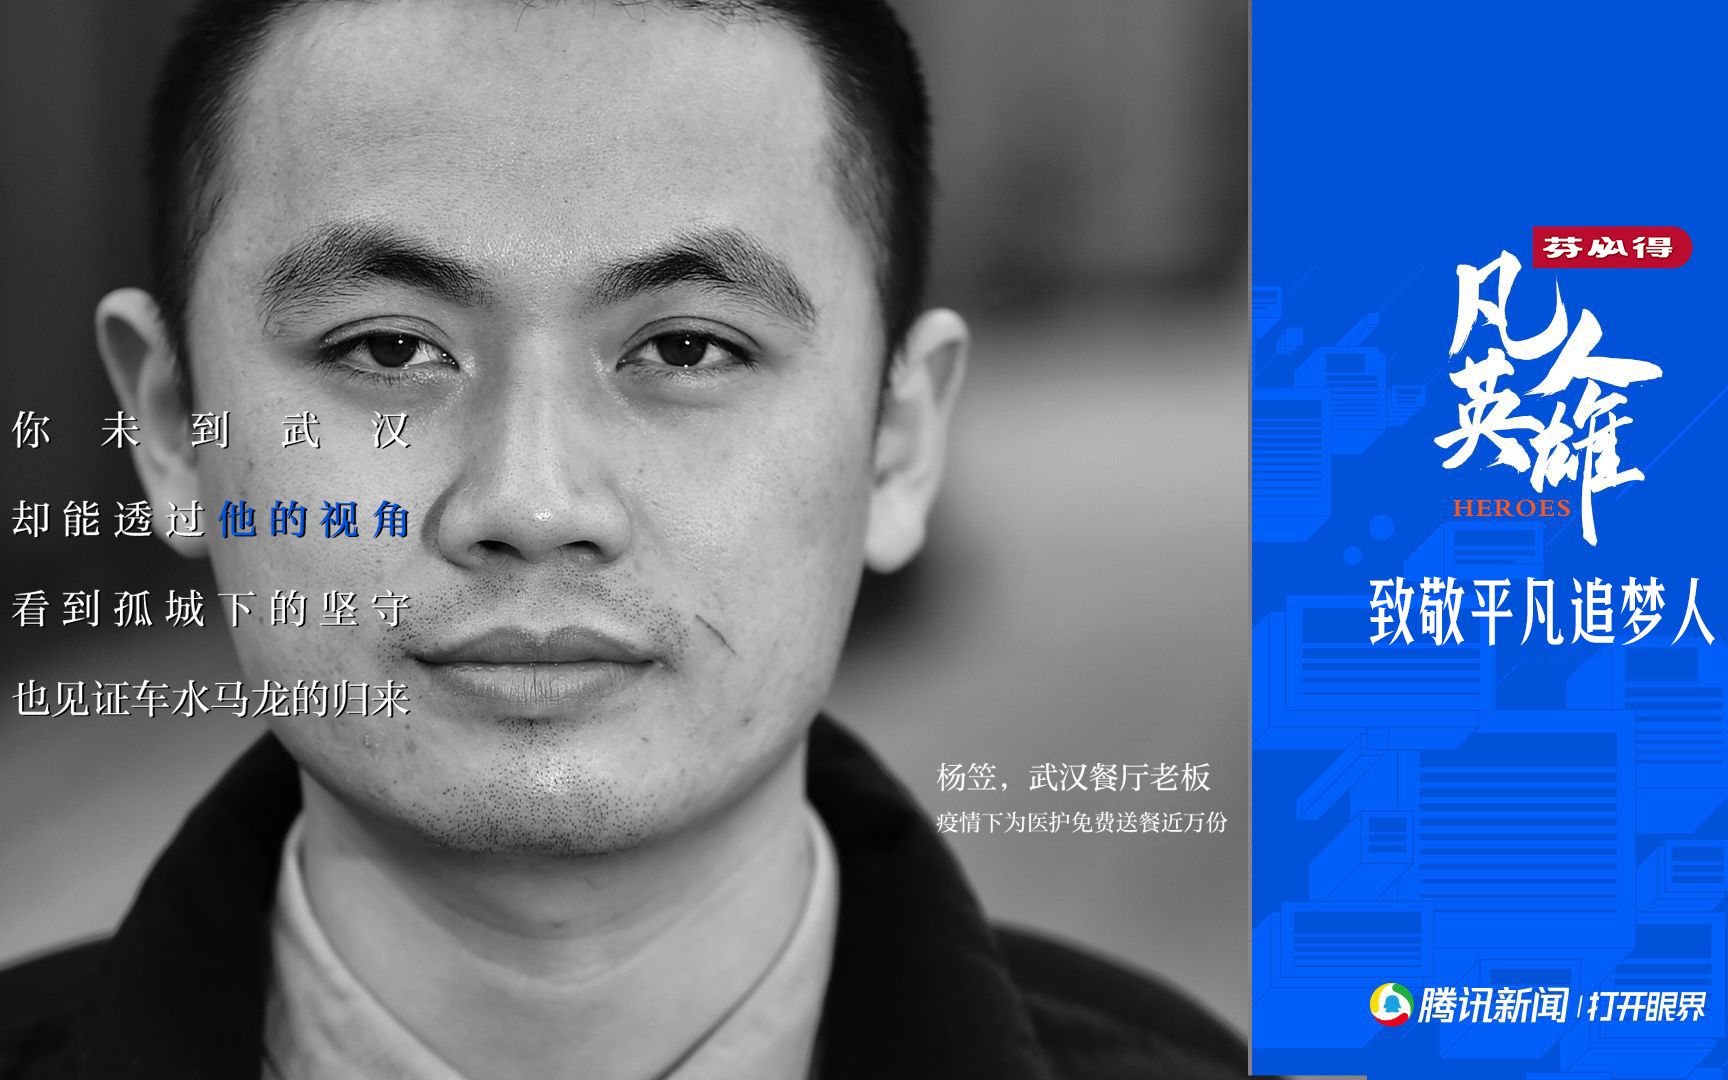 你未到武汉
却能透过他的视角
看到孤城下的坚守
也见证车水马龙的归来
杨笠，武汉餐厅老板
疫情下为医护免费送餐近万份
芬必得
凡人英雄
HEROES
致敬平凡追梦人
腾讯新闻 | 打开眼界